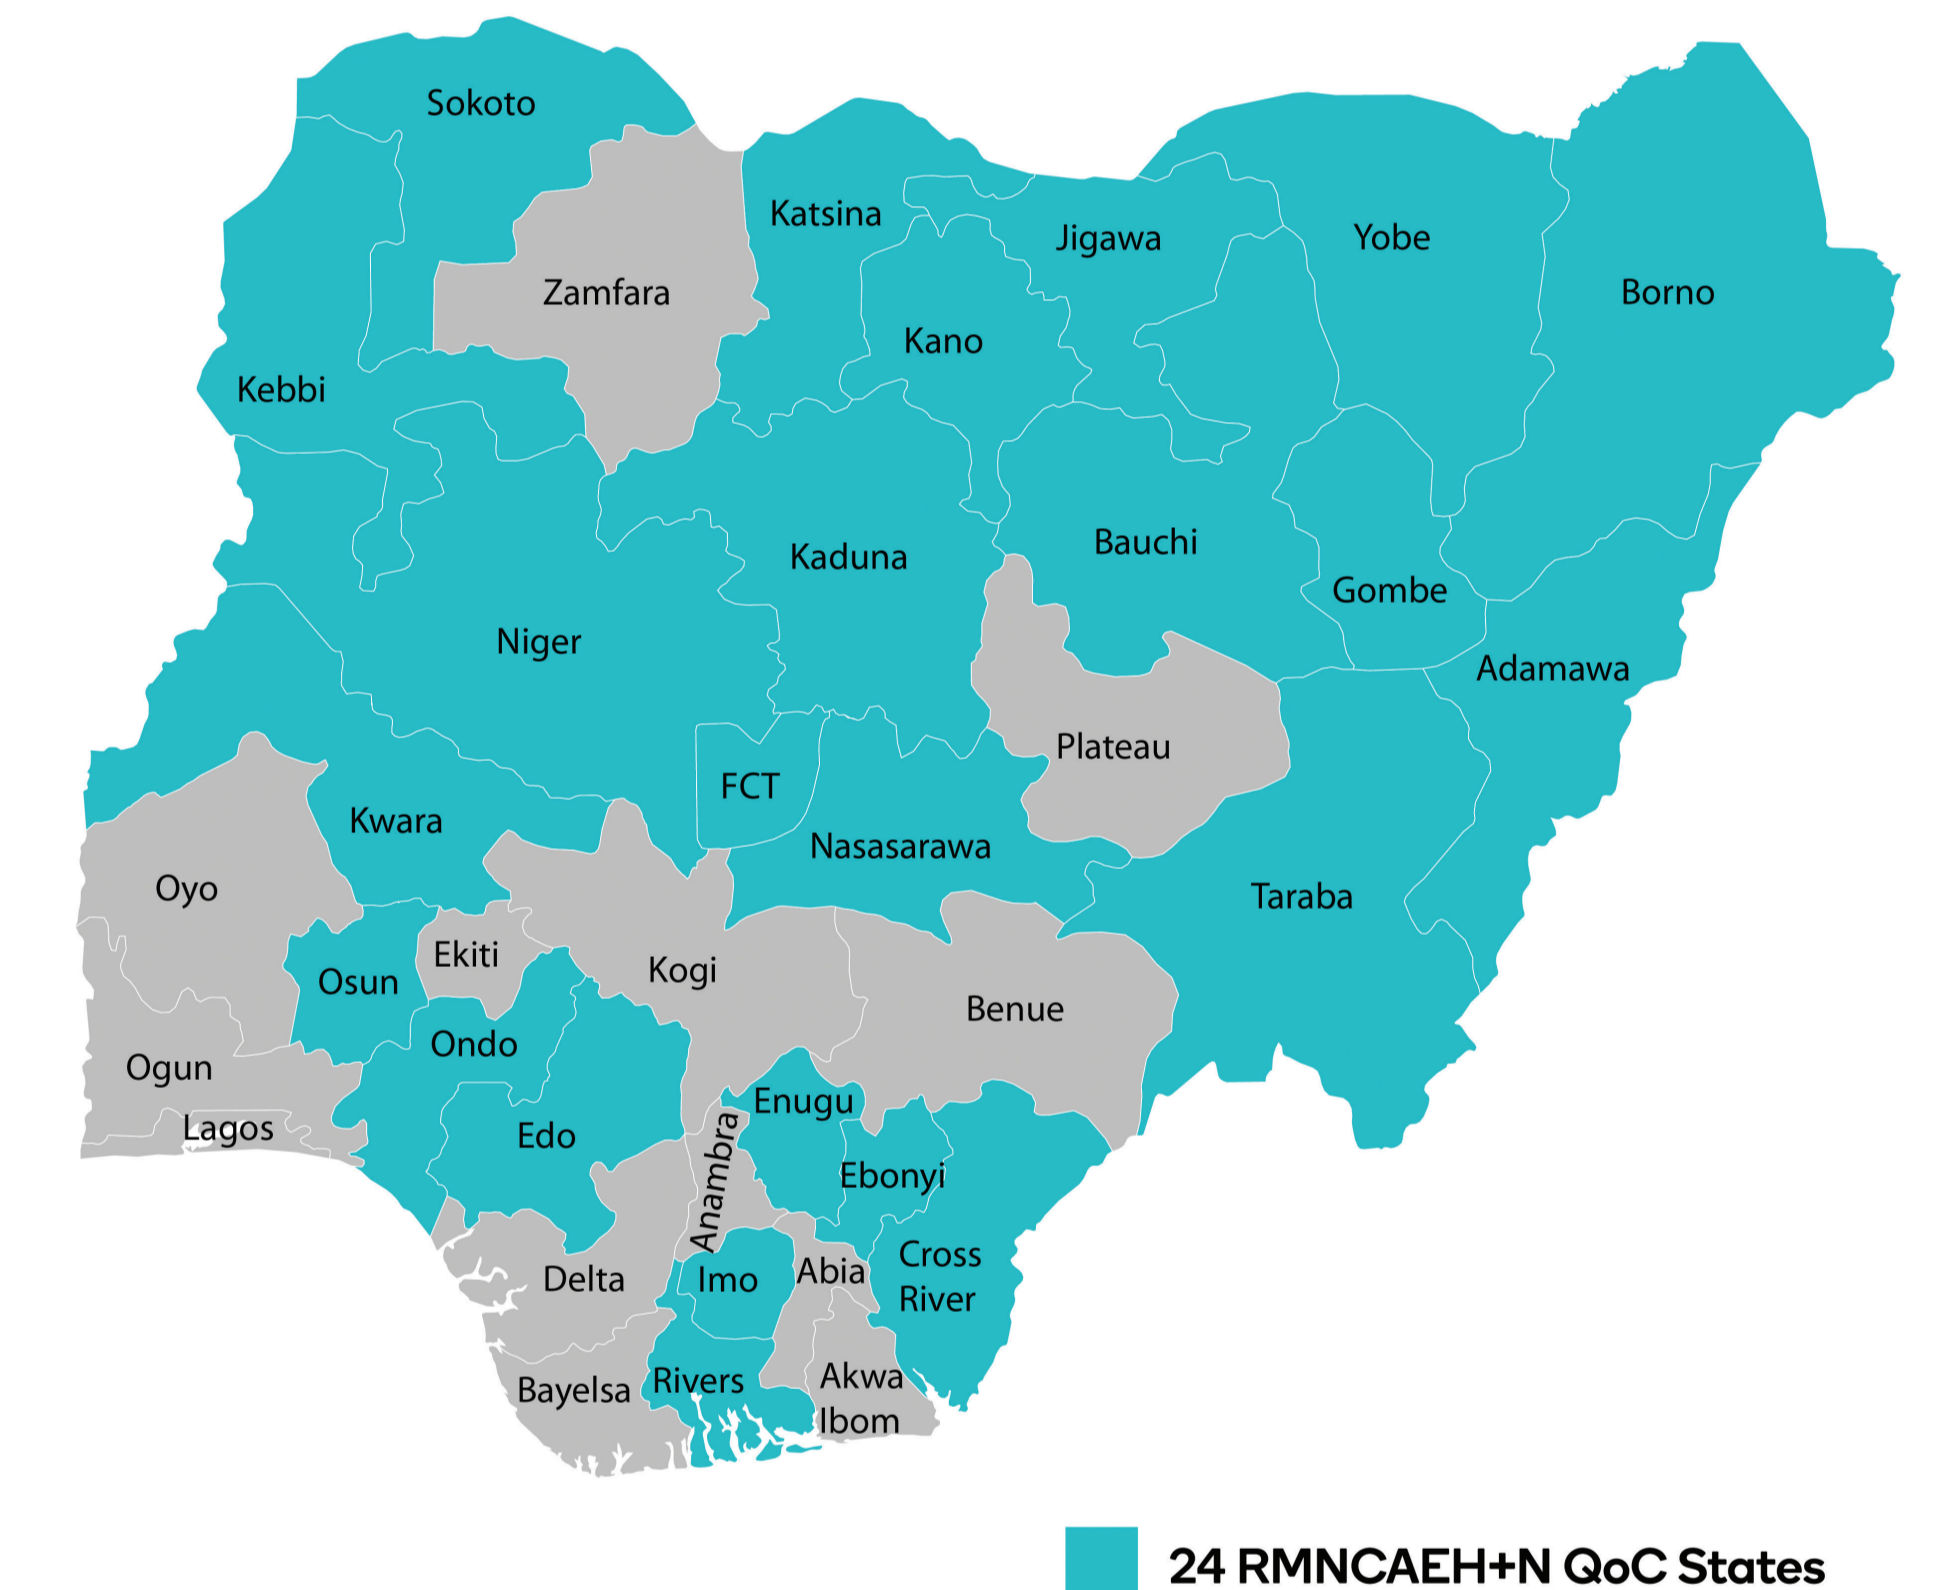 Sokoto
Katsina
Jigawa
Yobe
Zamfara
Borno
Kano
Kebbi
Bauchi
Kaduna
Gombe
Niger
Adamawa
Plateau
FCT
Kwara
Nasasarawa
Oyo
Taraba
Ekiti
Kogi
Osun
Benue
Ondo
Ogun
Enugu
Lagos
Edo
Anambra
Ebonyi
Cross
River
Abia
Delta
Imo
Akwa
Ibom
Rivers
Bayelsa
24 RMNCAEH+N QoC States